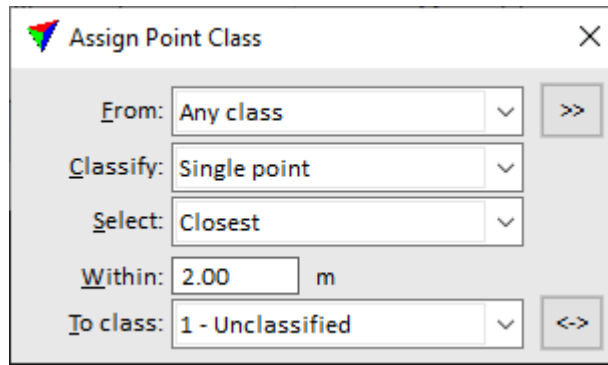 Assign Point Class
From: Any class >>
Classify: Single point
Select: Closest
Within: 2.00 m
To class: 1 - Unclassified <->